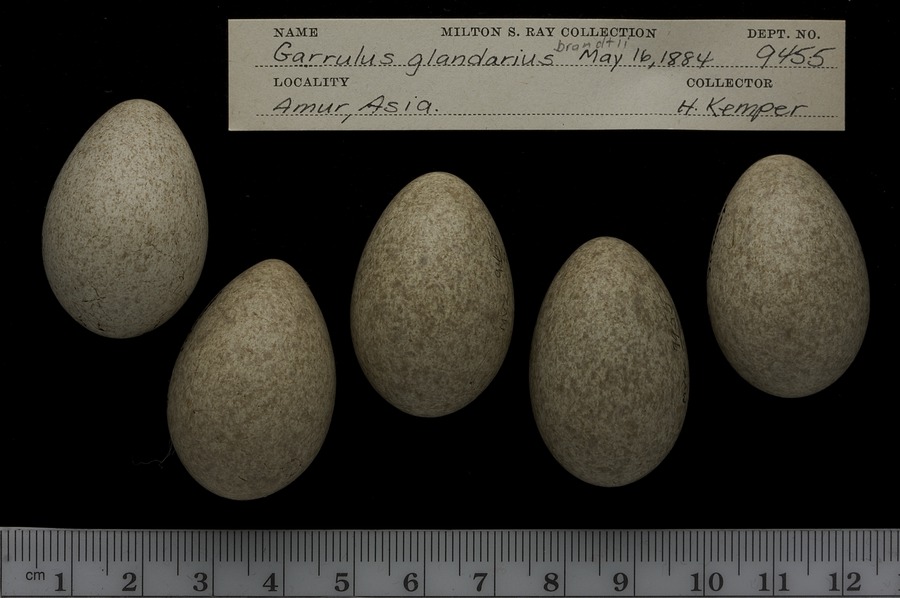 NAME MILTON S. RAY COLLECTION DEPT. NO.
brandtii
Garrulus glandarius May 16, 1884 9455
LOCALITY COLLECTOR
Amur, Asia. H. Kemper
cm 1 2 3 4 5 6 7 8 9 10 11 12